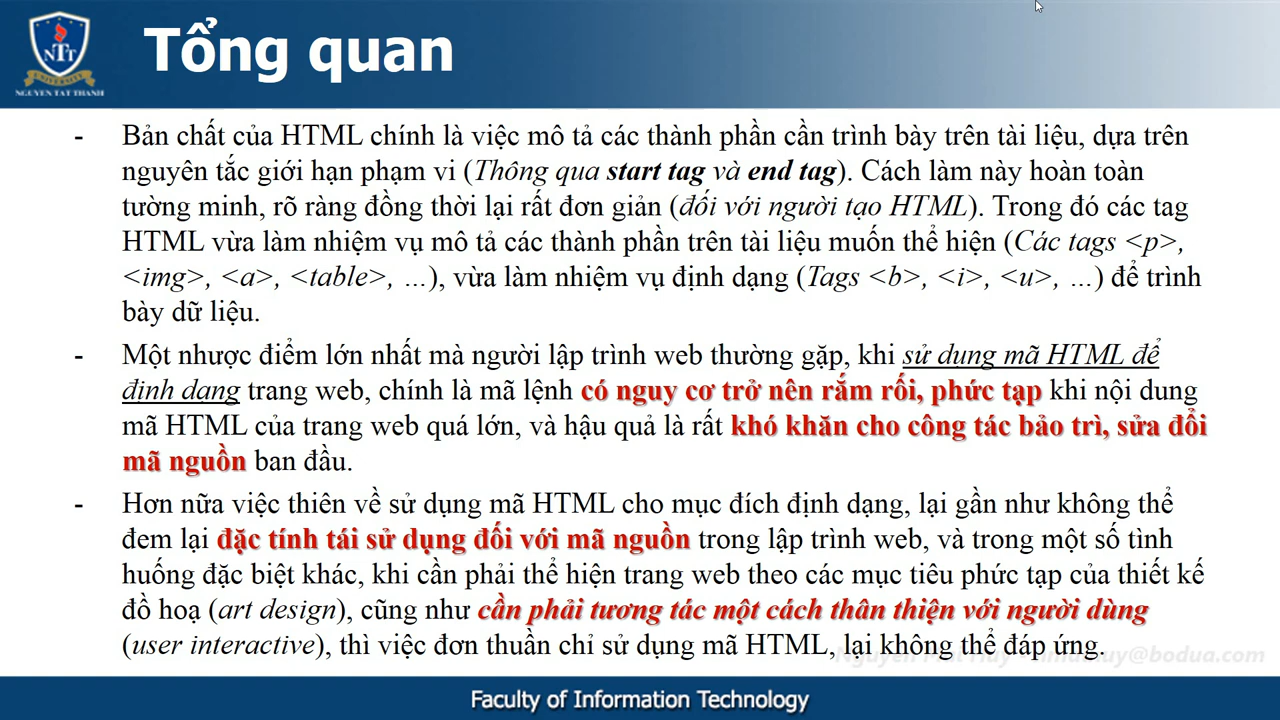 NTT
UNIVERSITY
NGUYEN TAT THANH
Tổng quan
- Bản chất của HTML chính là việc mô tả các thành phần cần trình bày trên tài liệu, dựa trên
nguyên tắc giới hạn phạm vi (Thông qua start tag và end tag). Cách làm này hoàn toàn
tường minh, rõ ràng đồng thời lại rất đơn giản (đối với người tạo HTML). Trong đó các tag
HTML vừa làm nhiệm vụ mô tả các thành phần trên tài liệu muốn thể hiện (Các tags <p>,
<img>, <a>, <table>, …), vừa làm nhiệm vụ định dạng (Tags <b>, <i>, <u>, …) để trình
bày dữ liệu.
- Một nhược điểm lớn nhất mà người lập trình web thường gặp, khi sử dụng mã HTML để
định dạng trang web, chính là mã lệnh có nguy cơ trở nên rắm rối, phức tạp khi nội dung
mã HTML của trang web quá lớn, và hậu quả là rất khó khăn cho công tác bảo trì, sửa đổi
mã nguồn ban đầu.
- Hơn nữa việc thiên về sử dụng mã HTML cho mục đích định dạng, lại gần như không thể
đem lại đặc tính tái sử dụng đối với mã nguồn trong lập trình web, và trong một số tình
huống đặc biệt khác, khi cần phải thể hiện trang web theo các mục tiêu phức tạp của thiết kế
đồ hoạ (art design), cũng như cần phải tương tác một cách thân thiện với người dùng
(user interactive), thì việc đơn thuần chỉ sử dụng mã HTML, lại không thể đáp ứng.
Faculty of Information Technology